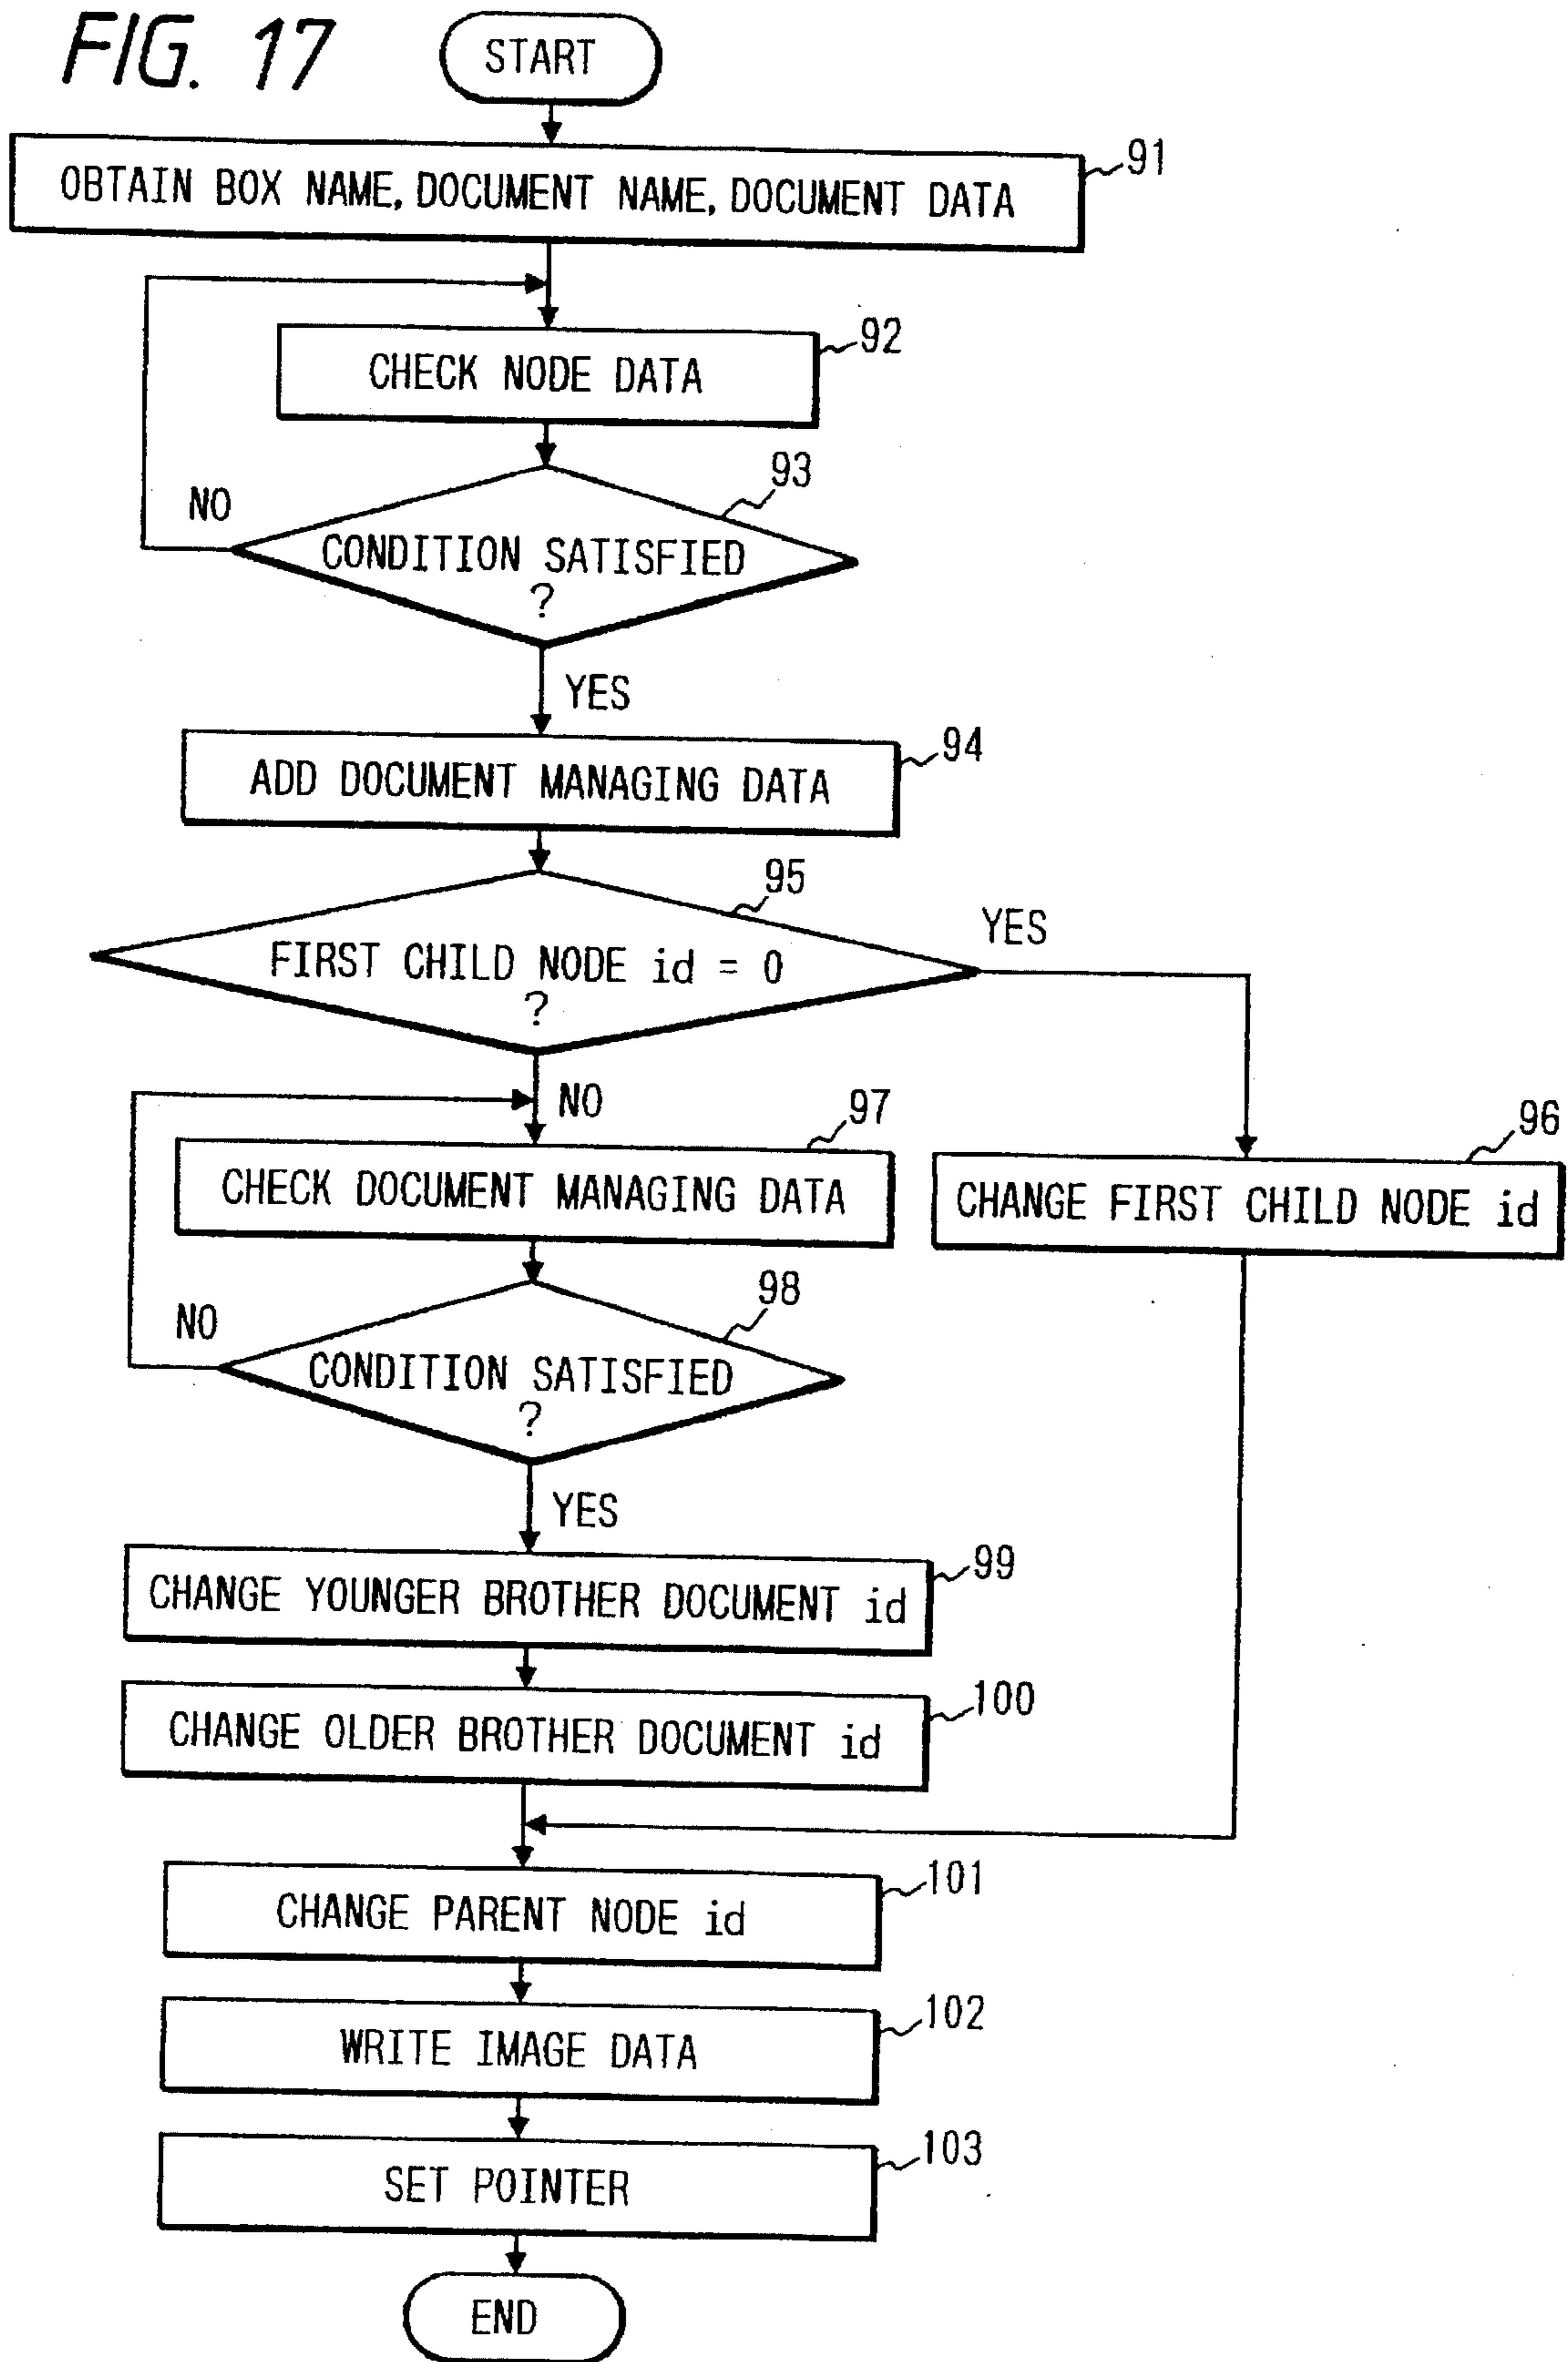 FIG. 17
START
OBTAIN BOX NAME, DOCUMENT NAME, DOCUMENT DATA
91
CHECK NODE DATA
92
93
NO
CONDITION SATISFIED
?
YES
ADD DOCUMENT MANAGING DATA
94
95
YES
FIRST CHILD NODE id = 0
?
NO
97
CHECK DOCUMENT MANAGING DATA
96
CHANGE FIRST CHILD NODE id
98
NO
CONDITION SATISFIED
?
YES
CHANGE YOUNGER BROTHER DOCUMENT id
99
CHANGE OLDER BROTHER DOCUMENT id
100
CHANGE PARENT NODE id
101
WRITE IMAGE DATA
102
SET POINTER
103
END